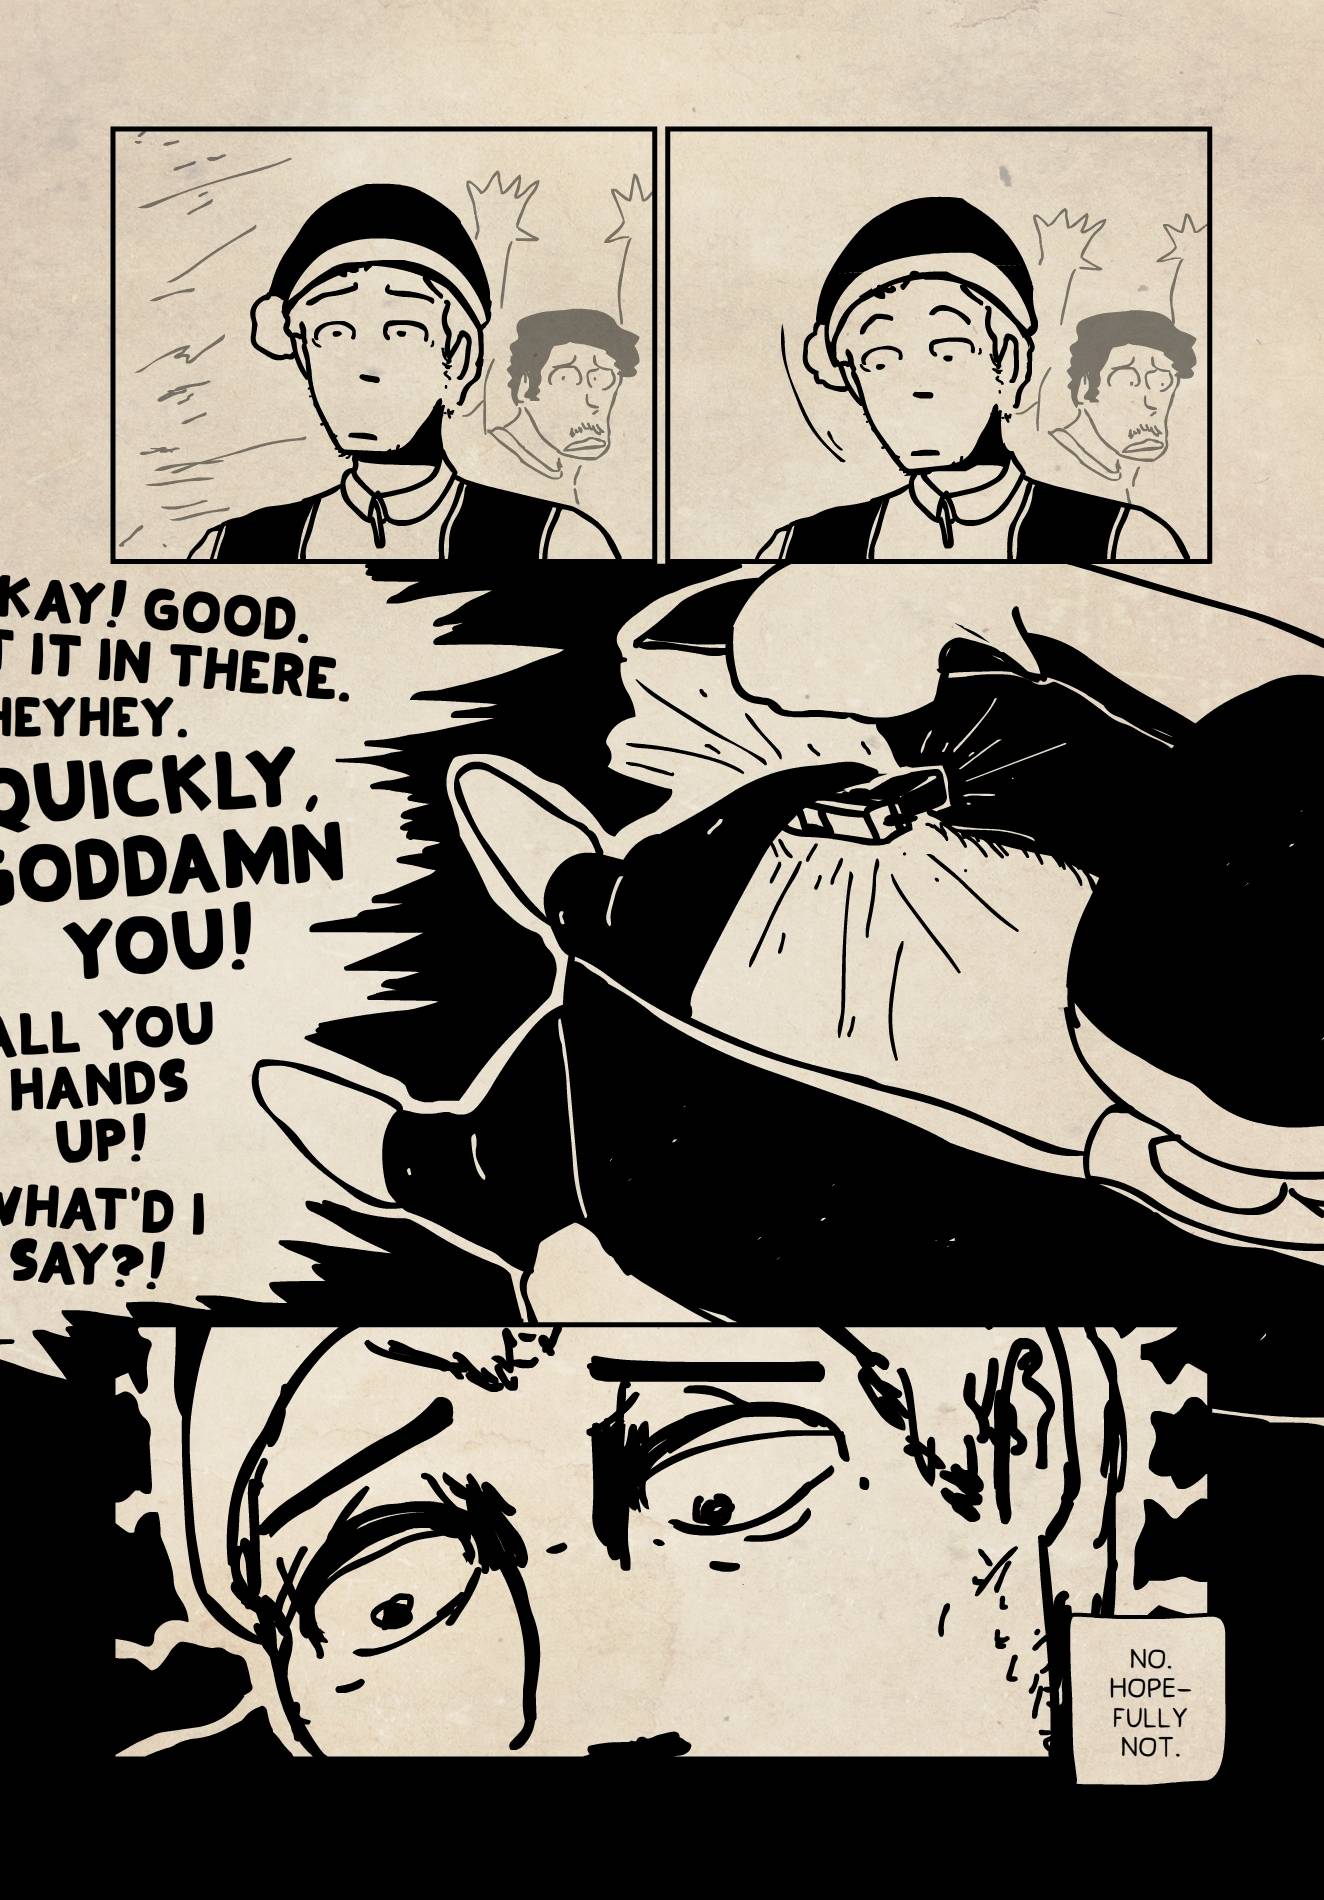 KAY! GOOD.
T IT IN THERE.
HEYHEY.
QUICKLY,
GODDAMN
YOU!
ALL YOU
HANDS
UP!
WHAT'D I
SAY?!
NO.
HOPE-
FULLY
NOT.